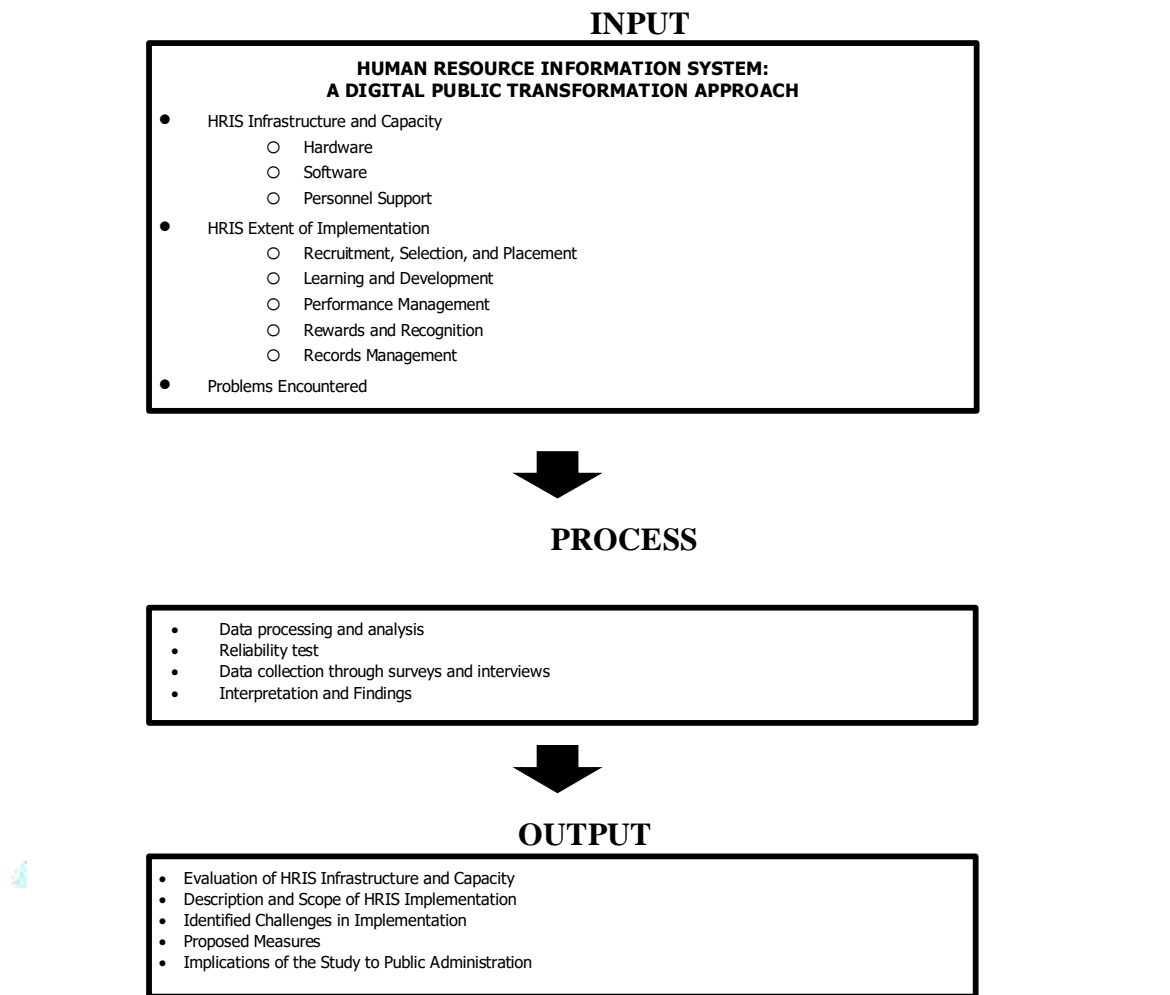 INPUT
HUMAN RESOURCE INFORMATION SYSTEM:
A DIGITAL PUBLIC TRANSFORMATION APPROACH
● HRIS Infrastructure and Capacity
○ Hardware
○ Software
○ Personnel Support
● HRIS Extent of Implementation
○ Recruitment, Selection, and Placement
○ Learning and Development
○ Performance Management
○ Rewards and Recognition
○ Records Management
● Problems Encountered
PROCESS
• Data processing and analysis
• Reliability test
• Data collection through surveys and interviews
• Interpretation and Findings
OUTPUT
• Evaluation of HRIS Infrastructure and Capacity
• Description and Scope of HRIS Implementation
• Identified Challenges in Implementation
• Proposed Measures
• Implications of the Study to Public Administration